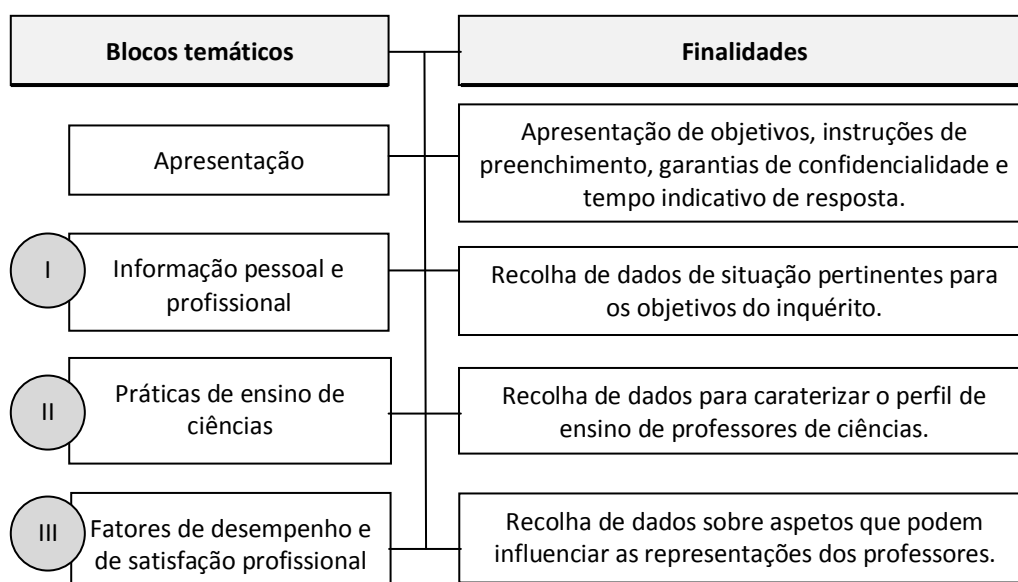 Blocos temáticos
Finalidades
Apresentação
Apresentação de objetivos, instruções de
preenchimento, garantias de confidencialidade e
tempo indicativo de resposta.
I
Informação pessoal e
profissional
Recolha de dados de situação pertinentes para
os objetivos do inquérito.
II
Práticas de ensino de
ciências
Recolha de dados para caraterizar o perfil de
ensino de professores de ciências.
III
Fatores de desempenho e
de satisfação profissional
Recolha de dados sobre aspetos que podem
influenciar as representações dos professores.